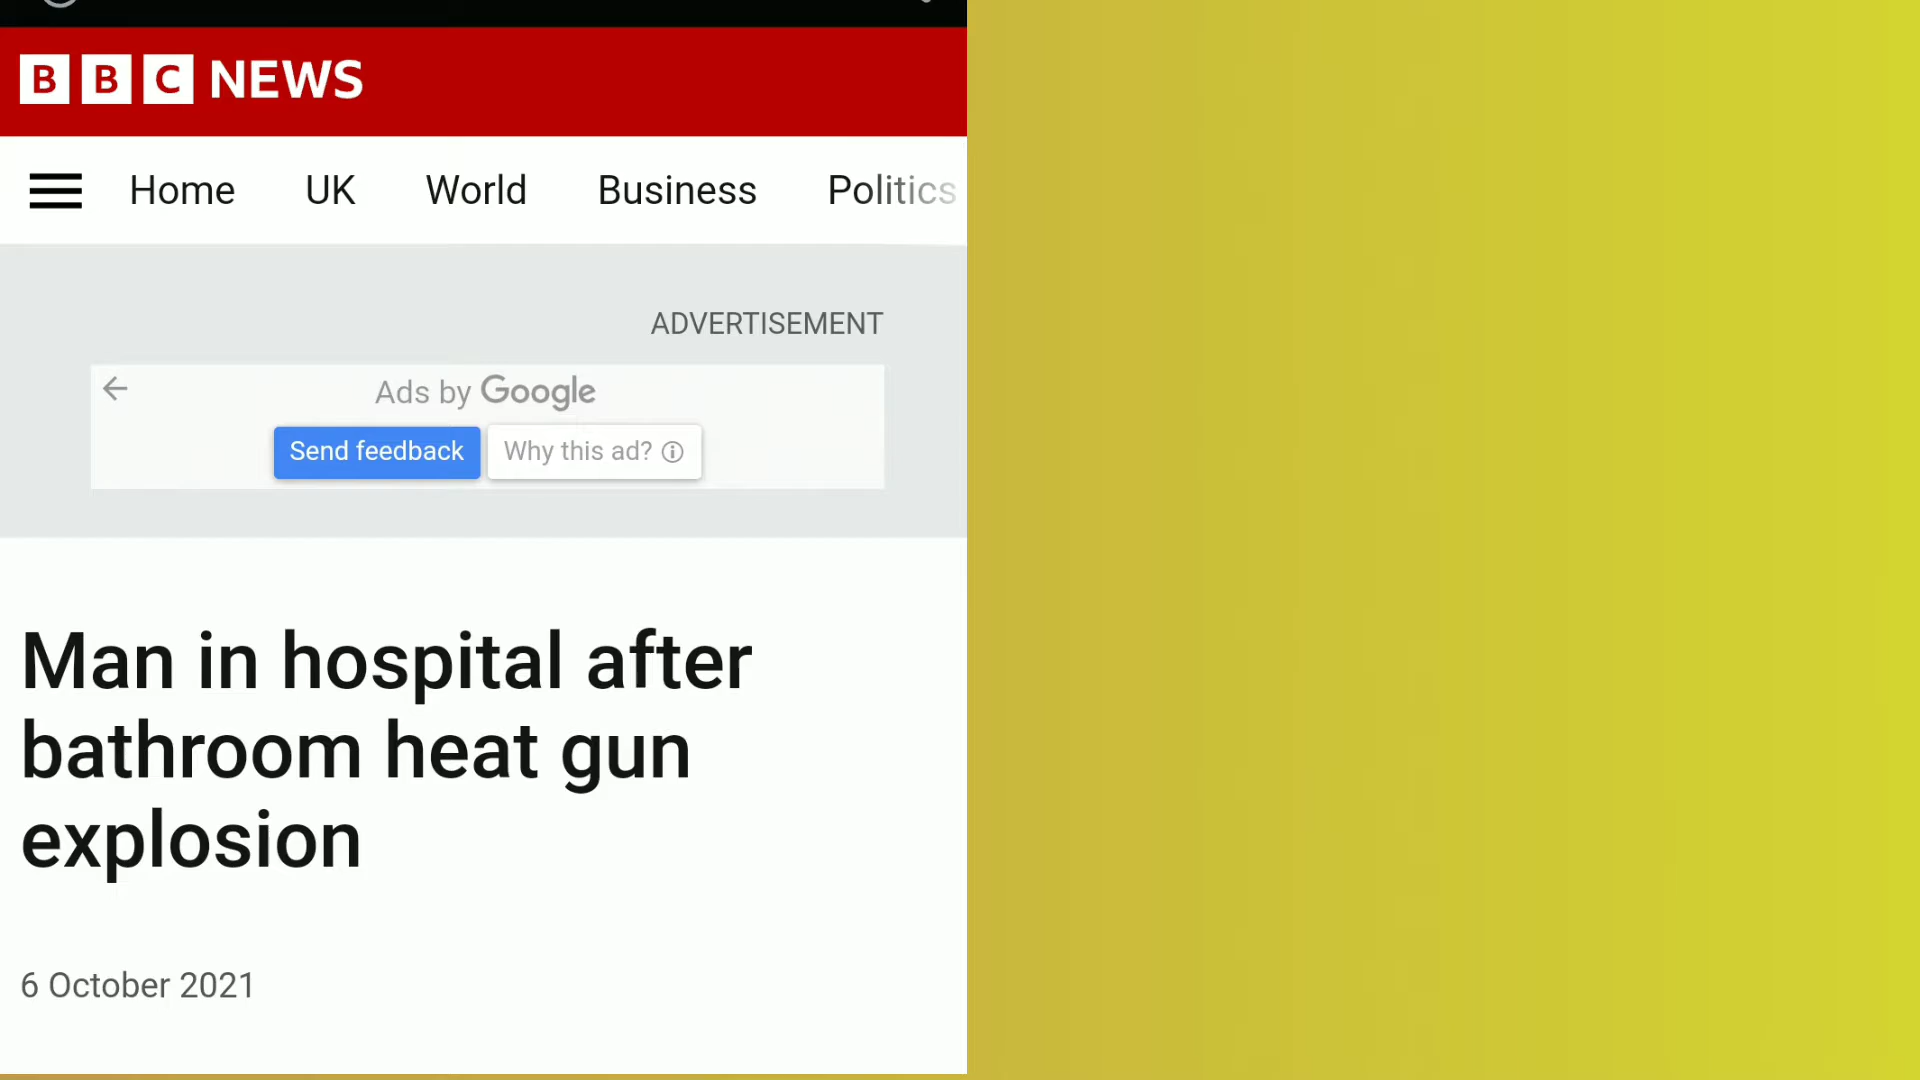 BBC NEWS
Home UK World Business Politics
ADVERTISEMENT
Ads by Google
Send feedback Why this ad?
Man in hospital after
bathroom heat gun
explosion
6 October 2021